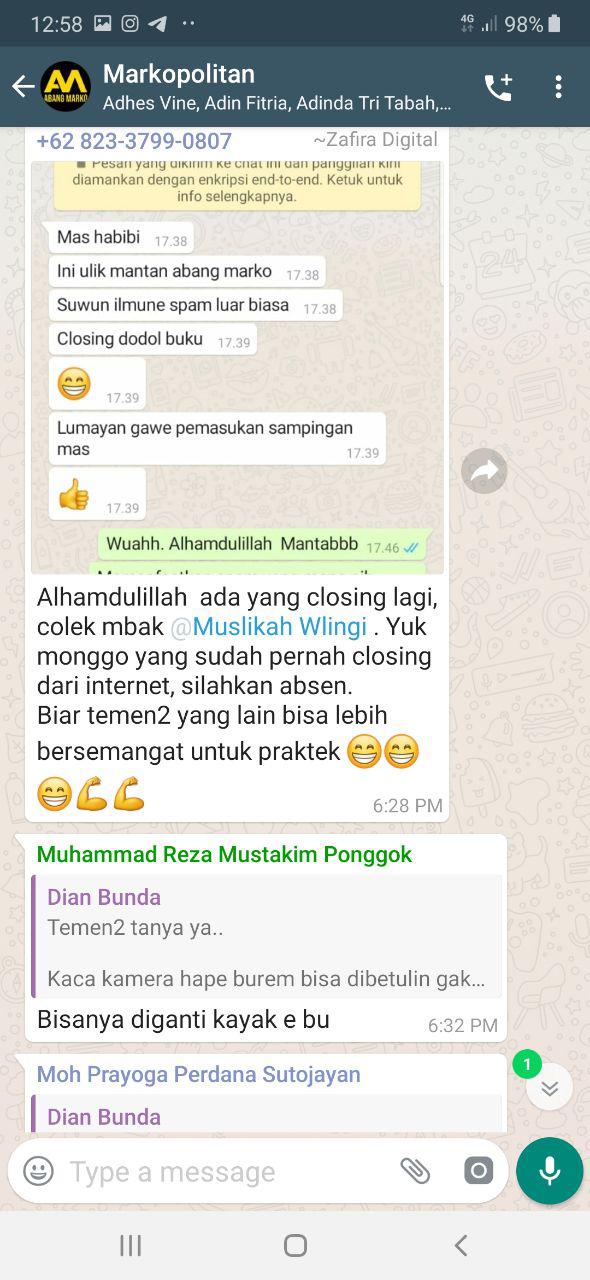 12:58
4G
98%
Markopolitan
Adhes Vine, Adin Fitria, Adinda Tri Tabah,...
AM
ABANG MARKO
+62 823-3799-0807
~Zafira Digital
Pesan yang dikirim ke chat ini dan panggilan kini
diamankan dengan enkripsi end-to-end. Ketuk untuk
info selengkapnya.
Mas habibi 17.38
Ini ulik mantan abang marko 17.38
Suwun ilmune spam luar biasa 17.38
Closing dodol buku 17.39
😁 17.39
Lumayan gawe pemasukan sampingan
mas 17.39
👍 17.39
Wuahh. Alhamdulillah Mantabbb 17.46
Alhamdulillah ada yang closing lagi,
colek mbak @Muslikah Wlingi . Yuk
monggo yang sudah pernah closing
dari internet, silahkan absen.
Biar temen2 yang lain bisa lebih
bersemangat untuk praktek 😁😁
😁💪💪 6:28 PM
Muhammad Reza Mustakim Ponggok
Dian Bunda
Temen2 tanya ya..
Kaca kamera hape burem bisa dibetulin gak...
Bisanya diganti kayak e bu 6:32 PM
Moh Prayoga Perdana Sutojayan
Dian Bunda
1
Type a message